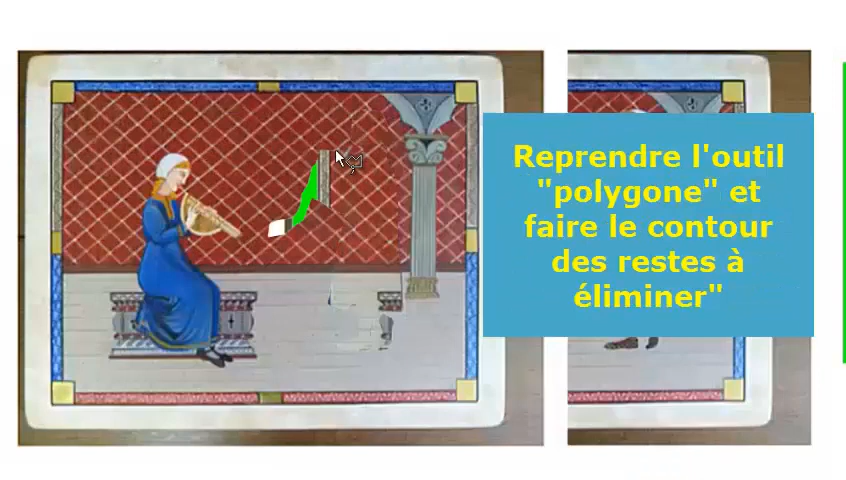 Reprendre l'outil
"polygone" et
faire le contour
des restes à
éliminer"